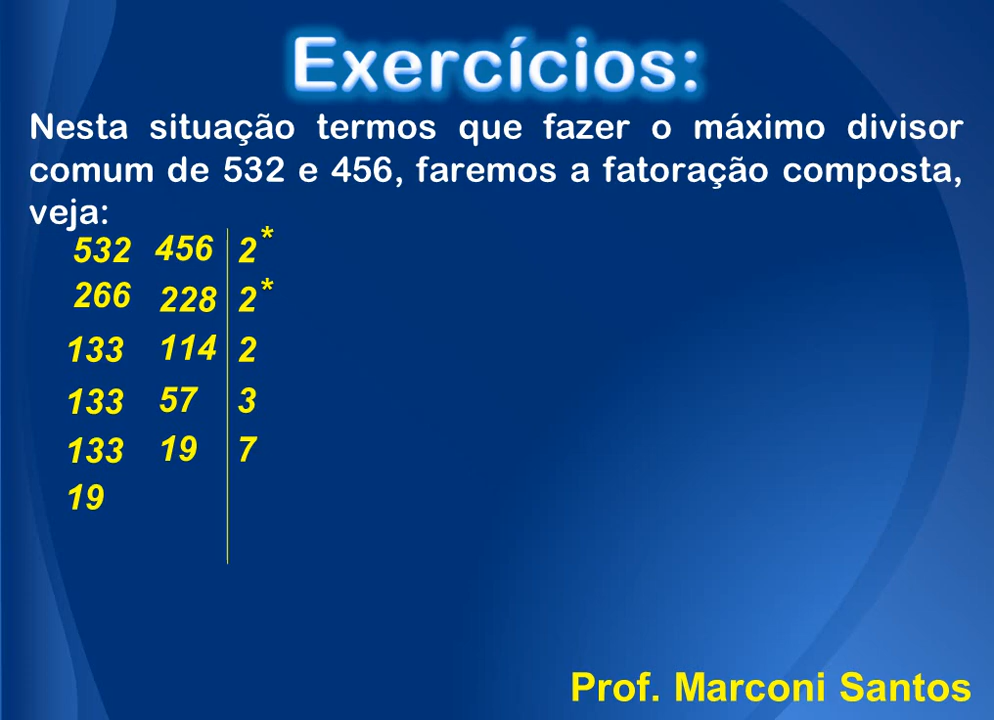 Exercícios:
Nesta situação termos que fazer o máximo divisor
comum de 532 e 456, faremos a fatoração composta,
veja:
532 456 2*
266 228 2*
133 114 2
133 57 3
133 19 7
19
Prof. Marconi Santos